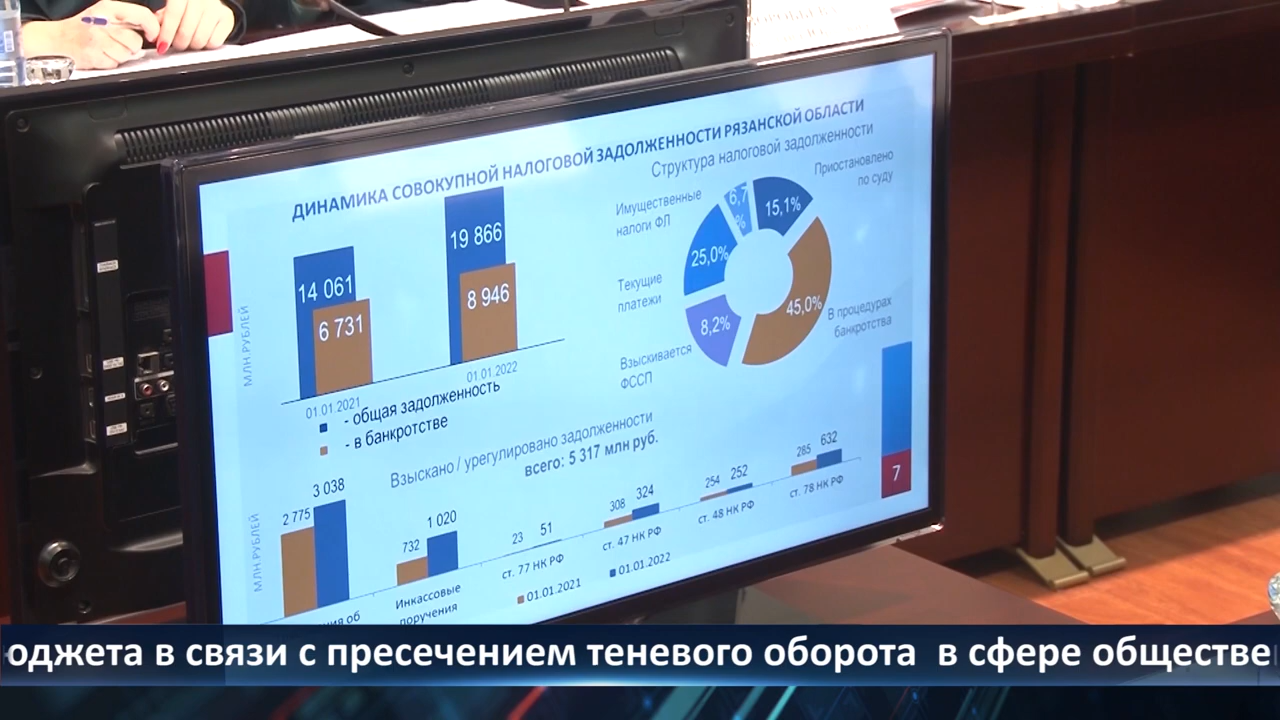 ДИНАМИКА СОВОКУПНОЙ НАЛОГОВОЙ ЗАДОЛЖЕННОСТИ РЯЗАНСКОЙ ОБЛАСТИ
МЛН РУБЛЕЙ
14 061
6 731
19 866
8 946
01.01.2021
01.01.2022
- общая задолженность
- в банкротстве
Структура налоговой задолженности
Имущественные
налоги ФЛ
6,7
%
15,1%
Приостановлено
по суду
25,0%
Текущие
платежи
8,2%
45,0%
В процедурах
банкротства
Взыскивается
ФССП
Взыскано / урегулировано задолженности
всего: 5 317 млн руб.
МЛН РУБЛЕЙ
2 775
3 038
732
1 020
23
51
308
324
254
252
285
632
об
Инкассовые
поручения
ст. 77 НК РФ
ст. 47 НК РФ
ст. 48 НК РФ
ст. 78 НК РФ
01.01.2021
01.01.2022
7
оджета в связи с пресечением теневого оборота в сфере обществе